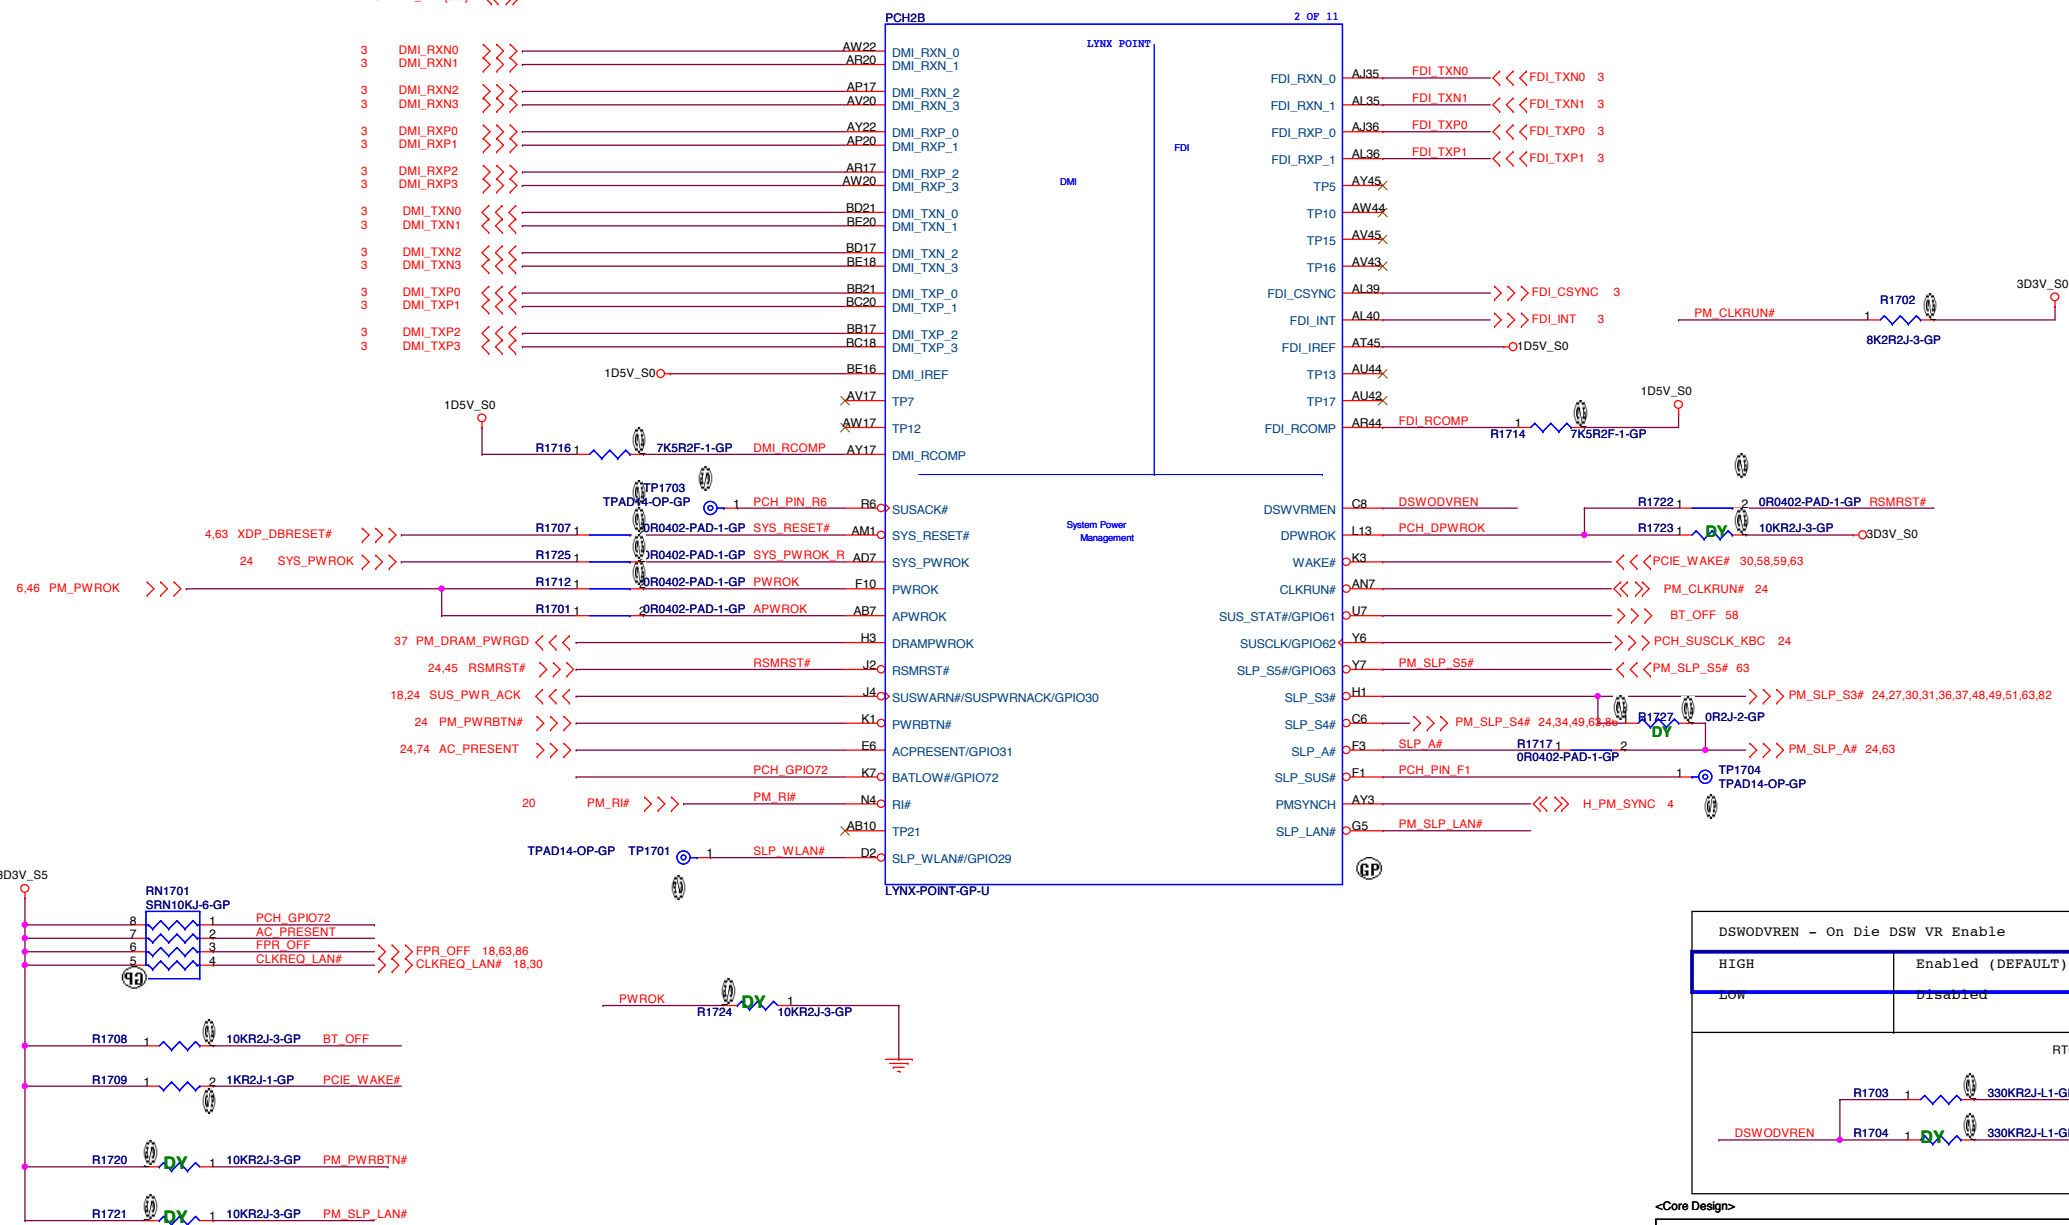 PCH2B
2 OF 11
LYNX POINT
3 DMI_RXN0 AW22 DMI_RXN_0
3 DMI_RXN1 AR20 DMI_RXN_1
3 DMI_RXN2 AP17 DMI_RXN_2
3 DMI_RXN3 AV20 DMI_RXN_3
3 DMI_RXP0 AY22 DMI_RXP_0
3 DMI_RXP1 AP20 DMI_RXP_1
3 DMI_RXP2 AR17 DMI_RXP_2
3 DMI_RXP3 AW20 DMI_RXP_3
3 DMI_TXN0 BD21 DMI_TXN_0
3 DMI_TXN1 BE20 DMI_TXN_1
3 DMI_TXN2 BD17 DMI_TXN_2
3 DMI_TXN3 BE18 DMI_TXN_3
3 DMI_TXP0 BB21 DMI_TXP_0
3 DMI_TXP1 BC20 DMI_TXP_1
3 DMI_TXP2 BB17 DMI_TXP_2
3 DMI_TXP3 BC18 DMI_TXP_3
1D5V_S0 BE16 DMI_IREF
AV17 TP7
1D5V_S0
AW17 TP12
R1716 1 7K5R2F-1-GP DMI_RCOMP AY17 DMI_RCOMP
DMI
FDI
FDI_RXN_0 AJ35 FDI_TXN0 FDI_TXN0 3
FDI_RXN_1 AL35 FDI_TXN1 FDI_TXN1 3
FDI_RXP_0 AJ36 FDI_TXP0 FDI_TXP0 3
FDI_RXP_1 AL36 FDI_TXP1 FDI_TXP1 3
TP5 AY45
TP10 AW44
TP15 AV45
TP16 AV43
FDI_CSYNC AL39 FDI_CSYNC 3
FDI_INT AL40 FDI_INT 3
FDI_IREF AT45 1D5V_S0
TP13 AU44
TP17 AU42
1D5V_S0
FDI_RCOMP AR44 FDI_RCOMP R1714 1 7K5R2F-1-GP
3D3V_S0
PM_CLKRUN# 1 R1702
8K2R2J-3-GP
TP1703
TPAD14-OP-GP 1 PCH_PIN_R6 R6 SUSACK#
4,63 XDP_DBRESET# R1707 1 0R0402-PAD-1-GP SYS_RESET# AM1 SYS_RESET#
24 SYS_PWROK R1725 1 0R0402-PAD-1-GP SYS_PWROK_R AD7 SYS_PWROK
6,46 PM_PWROK R1712 1 0R0402-PAD-1-GP PWROK F10 PWROK
R1701 1 2 0R0402-PAD-1-GP APWROK AB7 APWROK
37 PM_DRAM_PWRGD H3 DRAMPWROK
24,45 RSMRST# RSMRST# J2 RSMRST#
18,24 SUS_PWR_ACK J4 SUSWARN#/SUSPWRNACK/GPIO30
24 PM_PWRBTN# K1 PWRBTN#
24,74 AC_PRESENT E6 ACPRESENT/GPIO31
PCH_GPIO72 K7 BATLOW#/GPIO72
20 PM_RI# PM_RI# N4 RI#
AB10 TP21
TPAD14-OP-GP TP1701 1 SLP_WLAN# D2 SLP_WLAN#/GPIO29
System Power
Management
DSWVRMEN C8 DSWODVREN R1722 1 2 0R0402-PAD-1-GP RSMRST#
DPWROK L13 PCH_DPWROK R1723 1 DY 10KR2J-3-GP 3D3V_S0
WAKE# K3 PCIE_WAKE# 30,58,59,63
CLKRUN# AN7 PM_CLKRUN# 24
SUS_STAT#/GPIO61 U7 BT_OFF 58
SUSCLK/GPIO62 Y6 PCH_SUSCLK_KBC 24
SLP_S5#/GPIO63 Y7 PM_SLP_S5# PM_SLP_S5# 63
SLP_S3# H1 PM_SLP_S3# 24,27,30,31,36,37,48,49,51,63,82
SLP_S4# C6 PM_SLP_S4# R1727 DY 0R2J-2-GP
SLP_A# F3 SLP_A# R1717 1 2 0R0402-PAD-1-GP PM_SLP_A# 24,63
SLP_SUS# F1 PCH_PIN_F1 1 TP1704
TPAD14-OP-GP
PMSYNCH AY3 H_PM_SYNC 4
SLP_LAN# G5 PM_SLP_LAN#
GP
LYNX-POINT-GP-U
3D3V_S5
RN1701
SRN10KJ-6-GP
8 1 PCH_GPIO72
7 2 AC_PRESENT
6 3 FPR_OFF FPR_OFF 18,63,86
5 4 CLKREQ_LAN# CLKREQ_LAN# 18,30
GP
R1708 1 10KR2J-3-GP BT_OFF
R1709 1 2 1KR2J-1-GP PCIE_WAKE#
R1720 DY 1 10KR2J-3-GP PM_PWRBTN#
R1721 DY 1 10KR2J-3-GP PM_SLP_LAN#
PWROK R1724 DY 1 10KR2J-3-GP
DSWODVREN - On Die DSW VR Enable
HIGH Enabled (DEFAULT)
LOW Disabled
R1703 1
DSWODVREN R1704 1 DY
<Core Design>